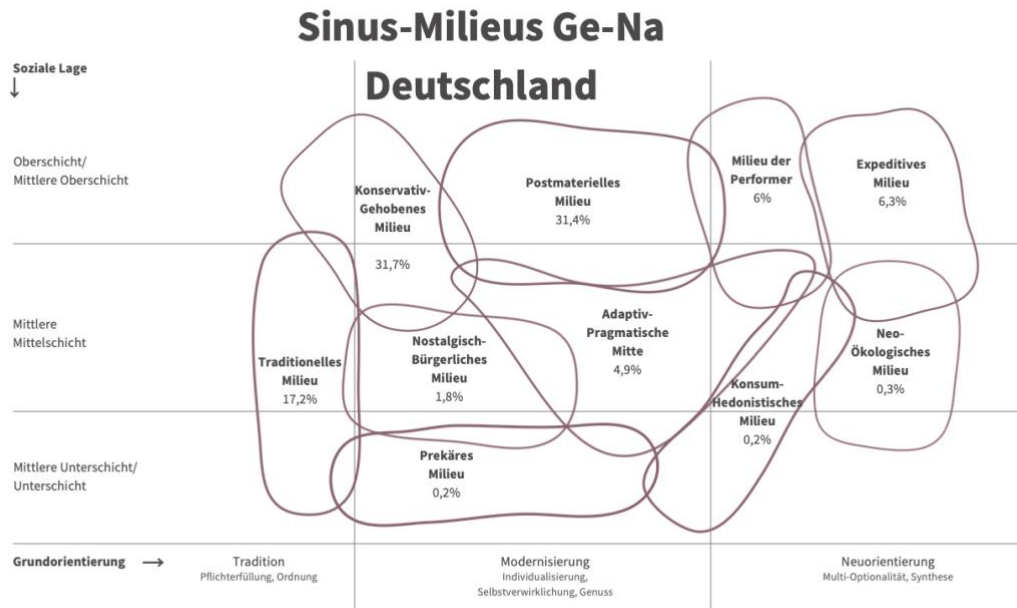 Sinus-Milieus Ge-Na
Deutschland
Soziale Lage
↓
Oberschicht/
Mittlere Oberschicht
Konservativ-
Gehobenes
Milieu
31,7%
Postmaterielles
Milieu
31,4%
Milieu der
Performer
6%
Expeditives
Milieu
6,3%
Mittlere
Mittelschicht
Traditionelles
Milieu
17,2%
Nostalgisch-
Bürgerliches
Milieu
1,8%
Adaptiv-
Pragmatische
Mitte
4,9%
Konsum-
Hedonistisches
Milieu
0,2%
Neo-
Ökologisches
Milieu
0,3%
Mittlere Unterschicht/
Unterschicht
Prekäres
Milieu
0,2%
Grundorientierung →
Tradition
Pflichterfüllung, Ordnung
Modernisierung
Individualisierung,
Selbstverwirklichung, Genuss
Neuorientierung
Multi-Optionalität, Synthese